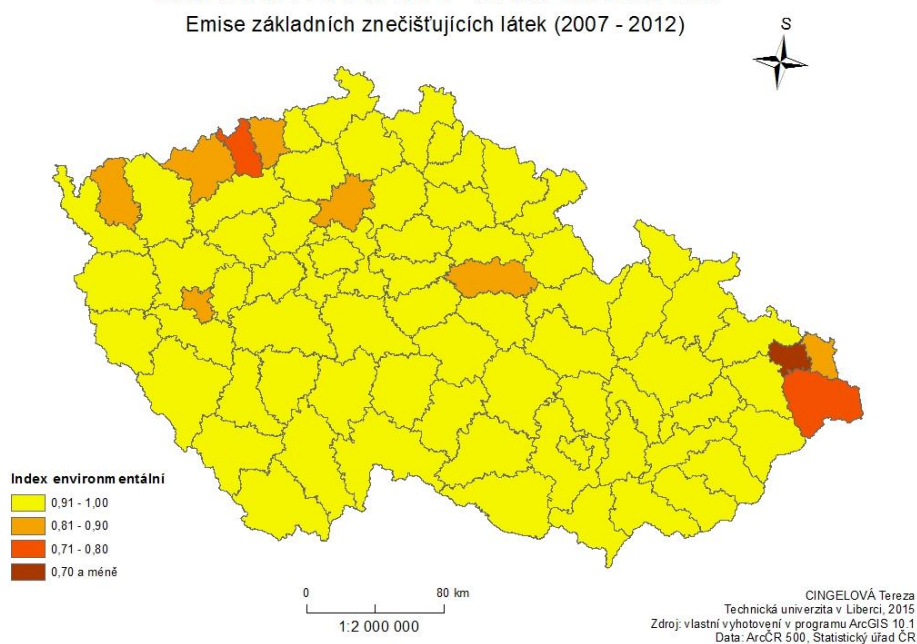 Emise základních znečišťujících látek (2007 - 2012)
S
Index environmentální
0,91 - 1,00
0,81 - 0,90
0,71 - 0,80
0,70 a méně
0 80 km
1:2 000 000
CINGELOVÁ Tereza
Technická univerzita v Liberci, 2015
Zdroj: vlastní vyhotovení v programu ArcGIS 10.1
Data: ArcČR 500, Statistický úřad ČR